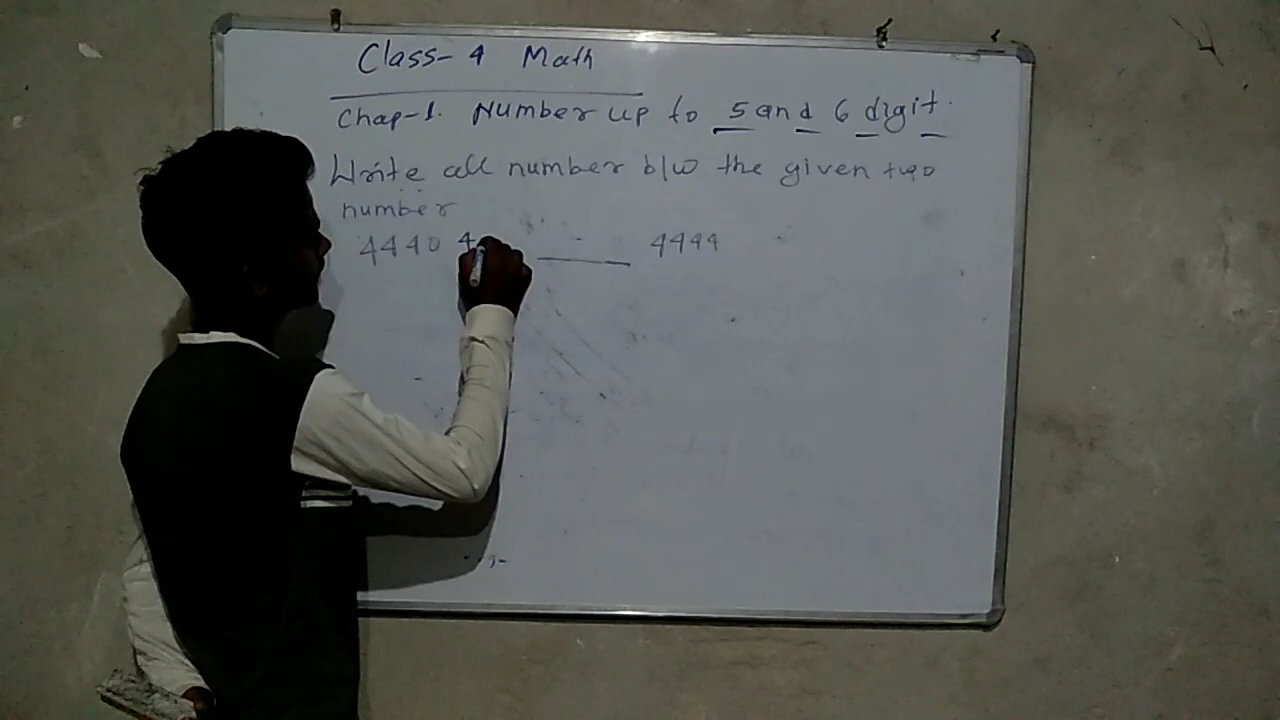 Class- 4 Math
Chap-1. Number up to 5 and 6 digit.
Write all number b/w the given two
number
4440 4 ____ 4444